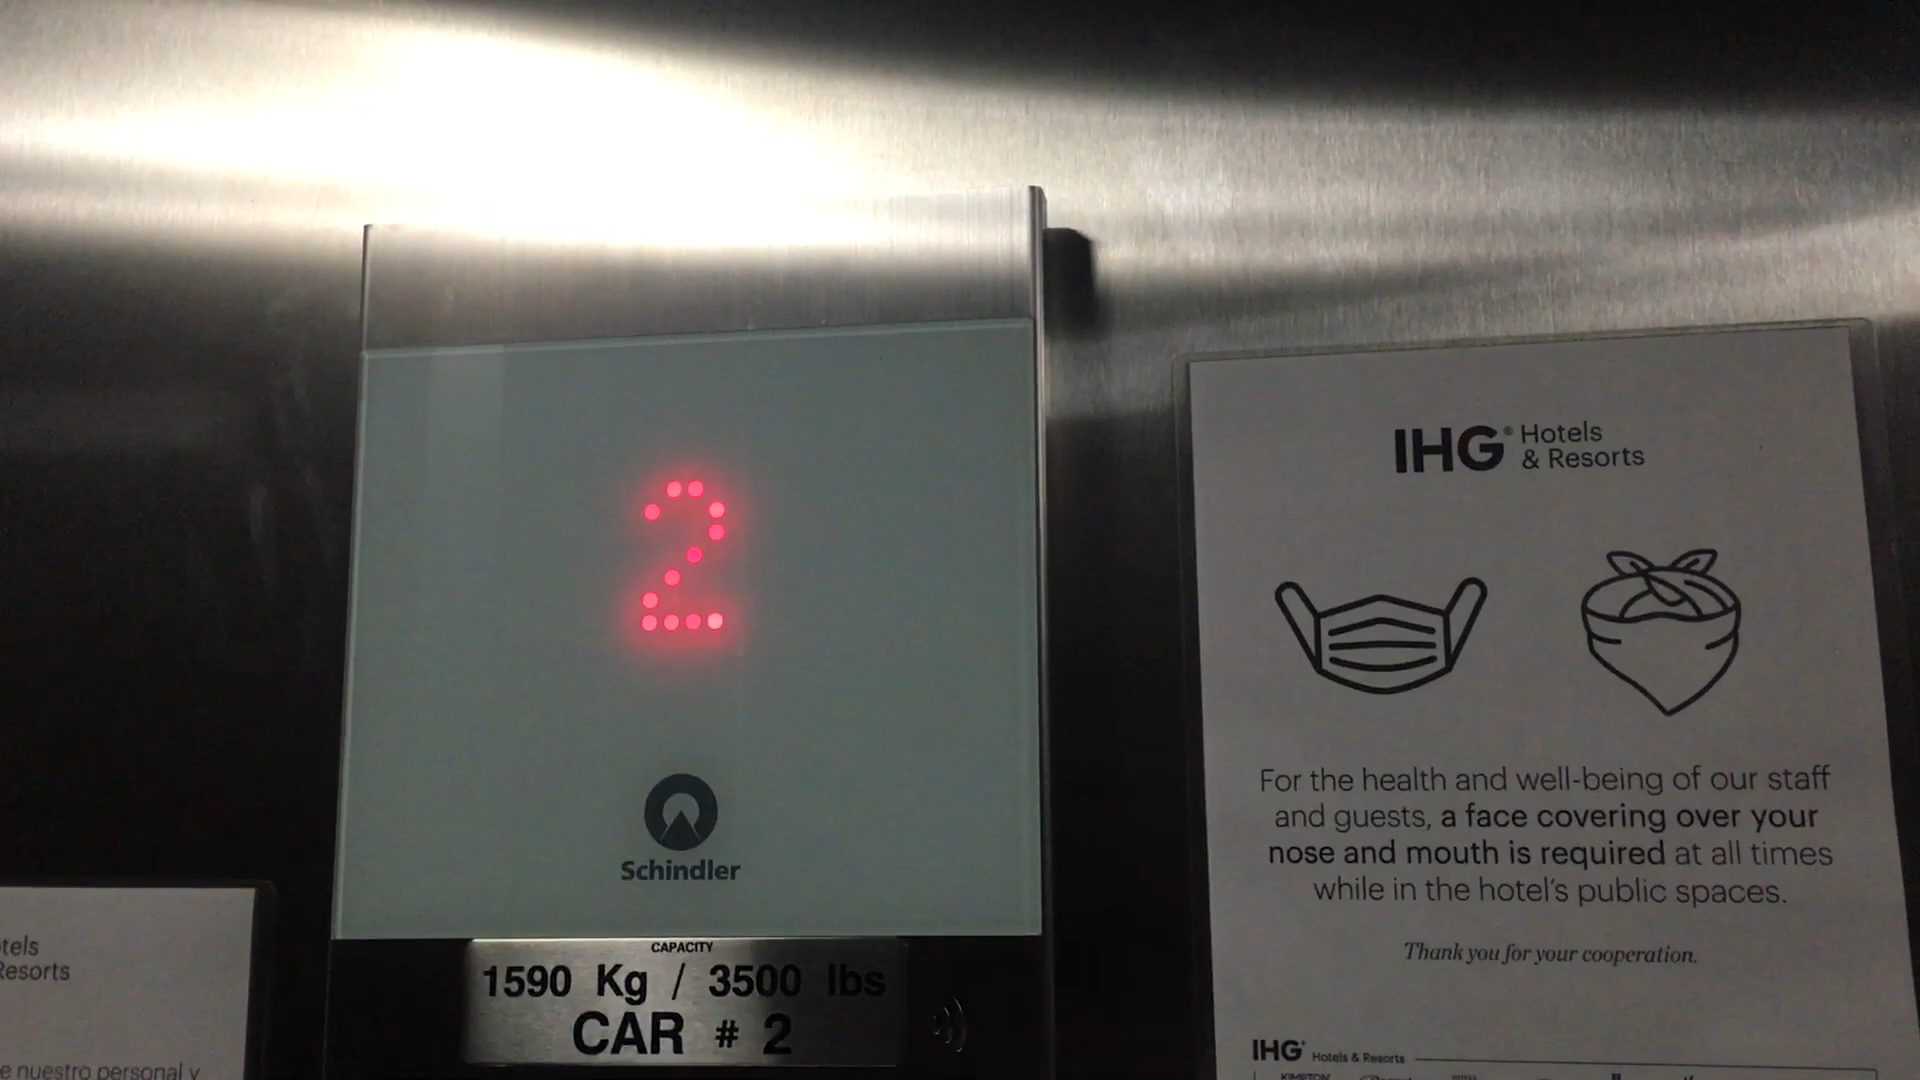 2
Schindler
CAPACITY
1590 Kg / 3500 lbs
CAR # 2
IHG® Hotels
& Resorts
For the health and well-being of our staff
and guests, a face covering over your
nose and mouth is required at all times
while in the hotel's public spaces.
Thank you for your cooperation.
IHG® Hotels & Resorts
KIMPTON
tels
Resorts
e nuestro personal y